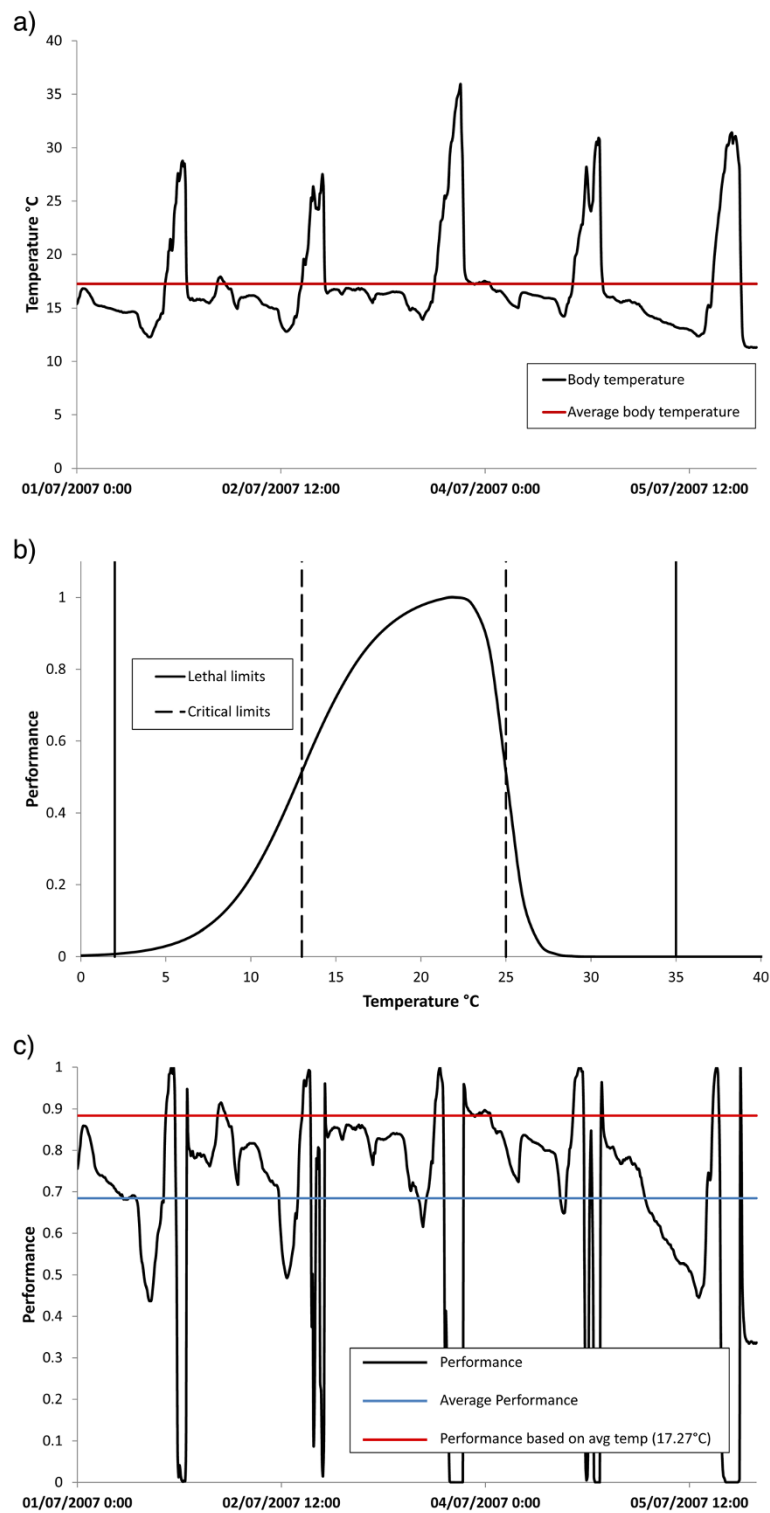 a)
40
35
30
25
20
15
10
5
0
Temperature °C
Body temperature
Average body temperature
01/07/2007 0:00 02/07/2007 12:00 04/07/2007 0:00 05/07/2007 12:00
b)
1
0.8
0.6
0.4
0.2
0
Performance
Lethal limits
Critical limits
0 5 10 15 20 25 30 35 40
Temperature °C
c)
1
0.9
0.8
0.7
0.6
0.5
0.4
0.3
0.2
0.1
0
Performance
Performance
Average Performance
Performance based on avg temp (17.27°C)
01/07/2007 0:00 02/07/2007 12:00 04/07/2007 0:00 05/07/2007 12:00